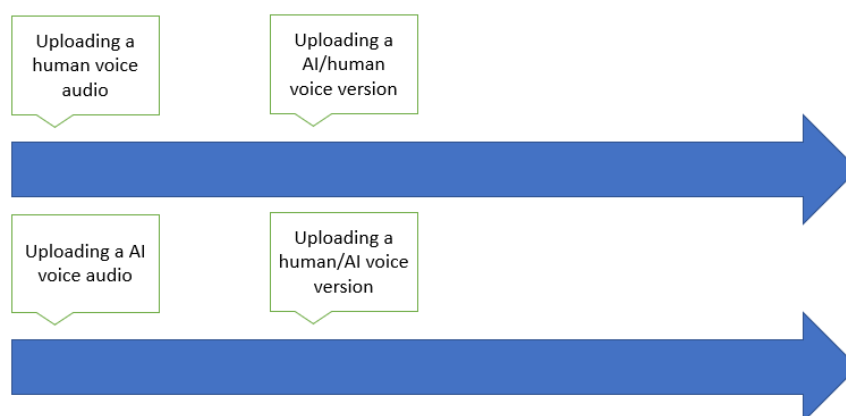 Uploading a
human voice
audio
Uploading a
AI/human
voice version
Uploading a AI
voice audio
Uploading a
human/AI voice
version